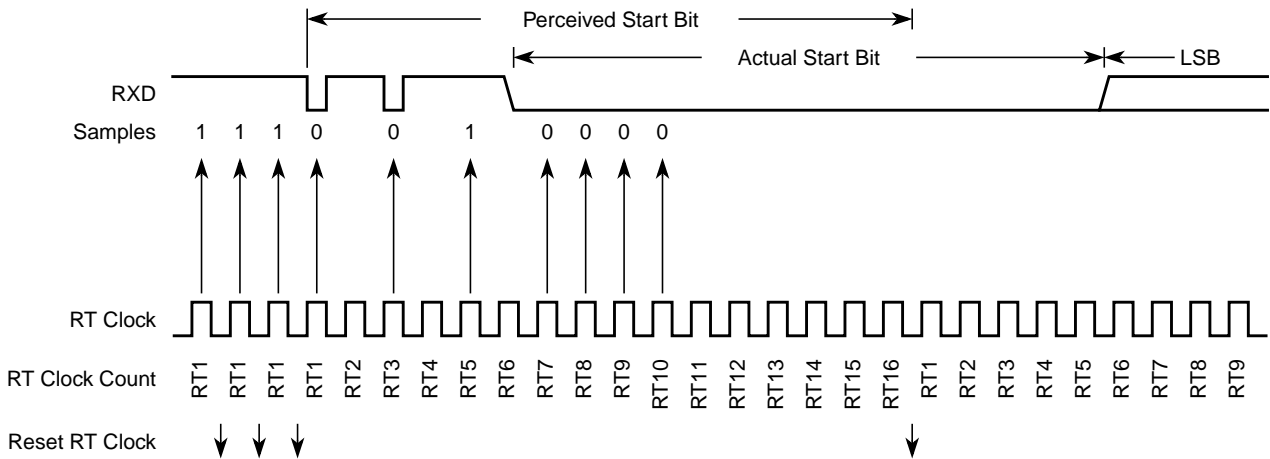 Perceived Start Bit
Actual Start Bit
LSB
RXD
Samples 1 1 1 0 0 1 0 0 0 0
RT Clock
RT Clock Count RT1 RT1 RT1 RT1 RT2 RT3 RT4 RT5 RT6 RT7 RT8 RT9 RT10 RT11 RT12 RT13 RT14 RT15 RT16 RT1 RT2 RT3 RT4 RT5 RT6 RT7 RT8 RT9
Reset RT Clock